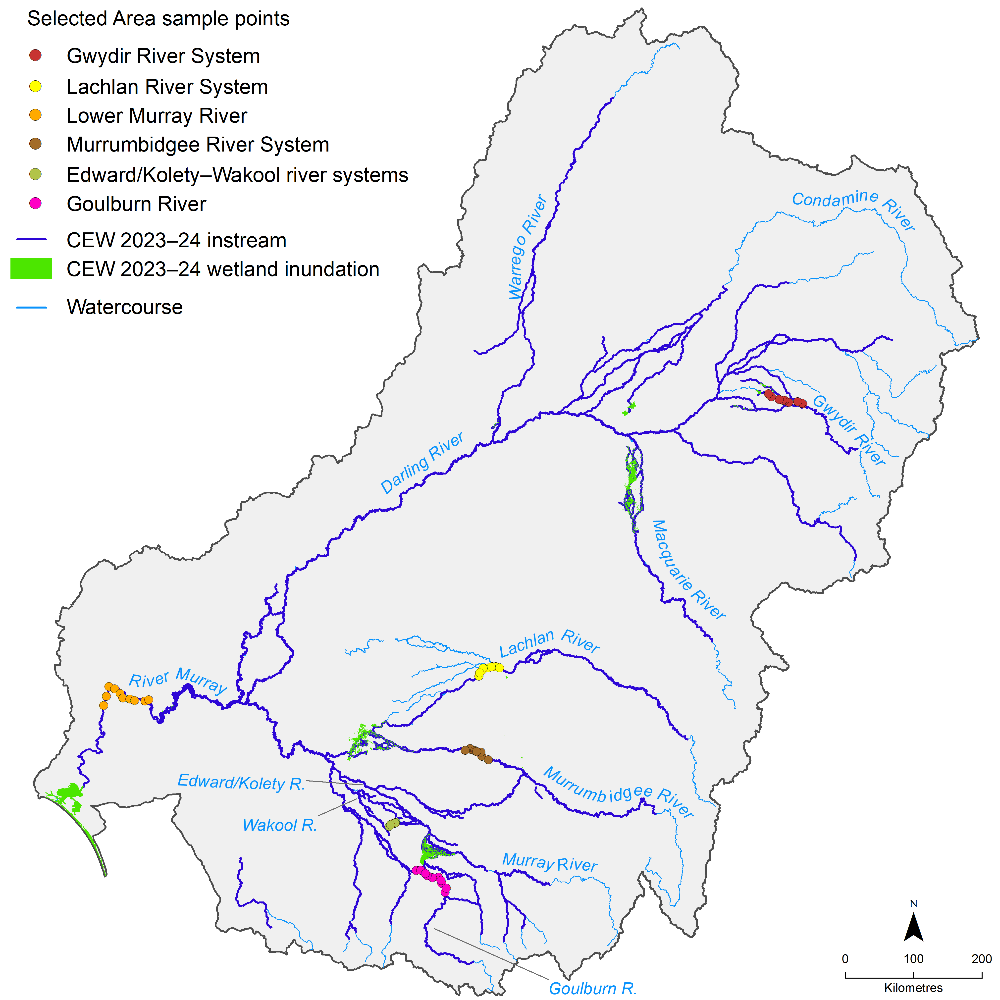 Selected Area sample points
Gwydir River System
Lachlan River System
Lower Murray River
Murrumbidgee River System
Edward/Kolety–Wakool river systems
Goulburn River
CEW 2023–24 instream
CEW 2023–24 wetland inundation
Watercourse
Warrego River
Condamine River
Gwydir River
Darling River
Macquarie River
Lachlan River
River Murray
Murrumbidgee River
Edward/Kolety R.
Wakool R.
Murray River
Goulburn R.
N
0 100 200
Kilometres